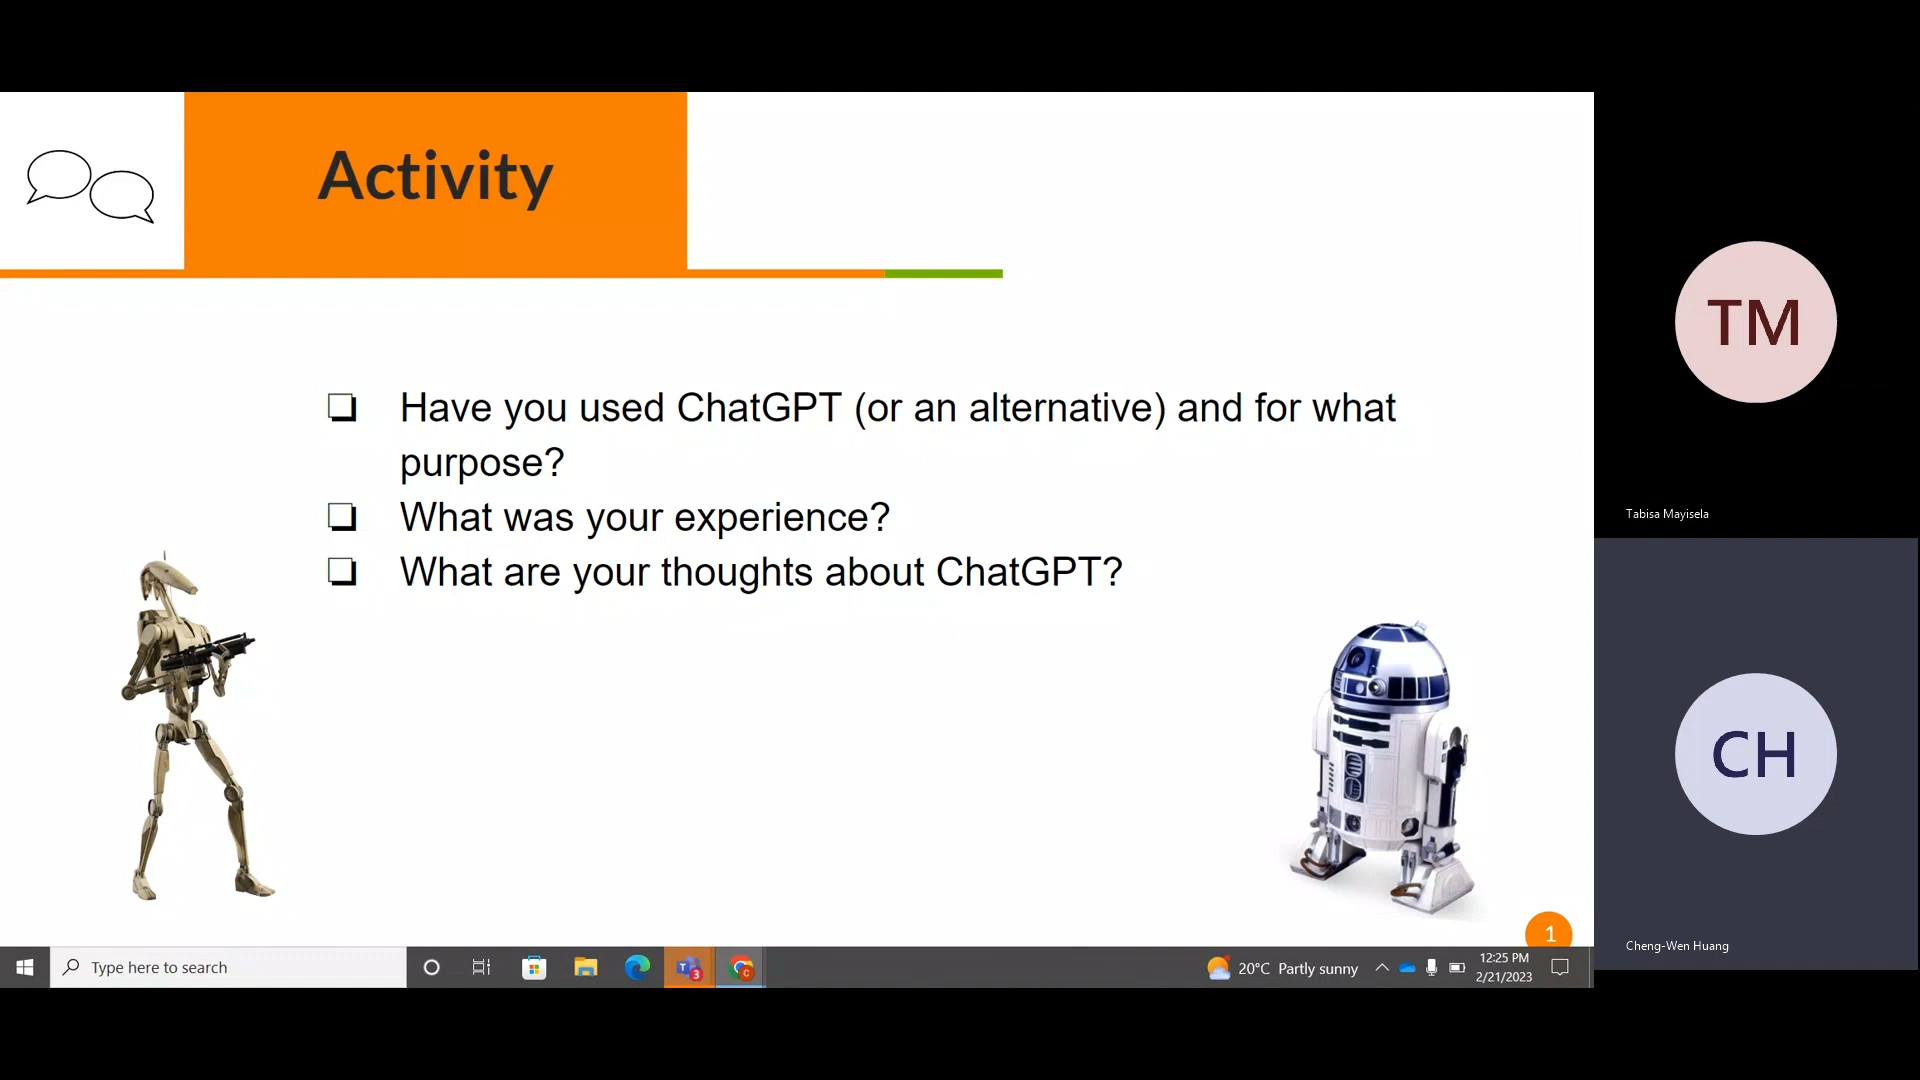 Activity
❑ Have you used ChatGPT (or an alternative) and for what
purpose?
❑ What was your experience?
❑ What are your thoughts about ChatGPT?
1
TM
Tabisa Mayisela
CH
Cheng-Wen Huang
Type here to search
3
C
20°C Partly sunny
12:25 PM
2/21/2023